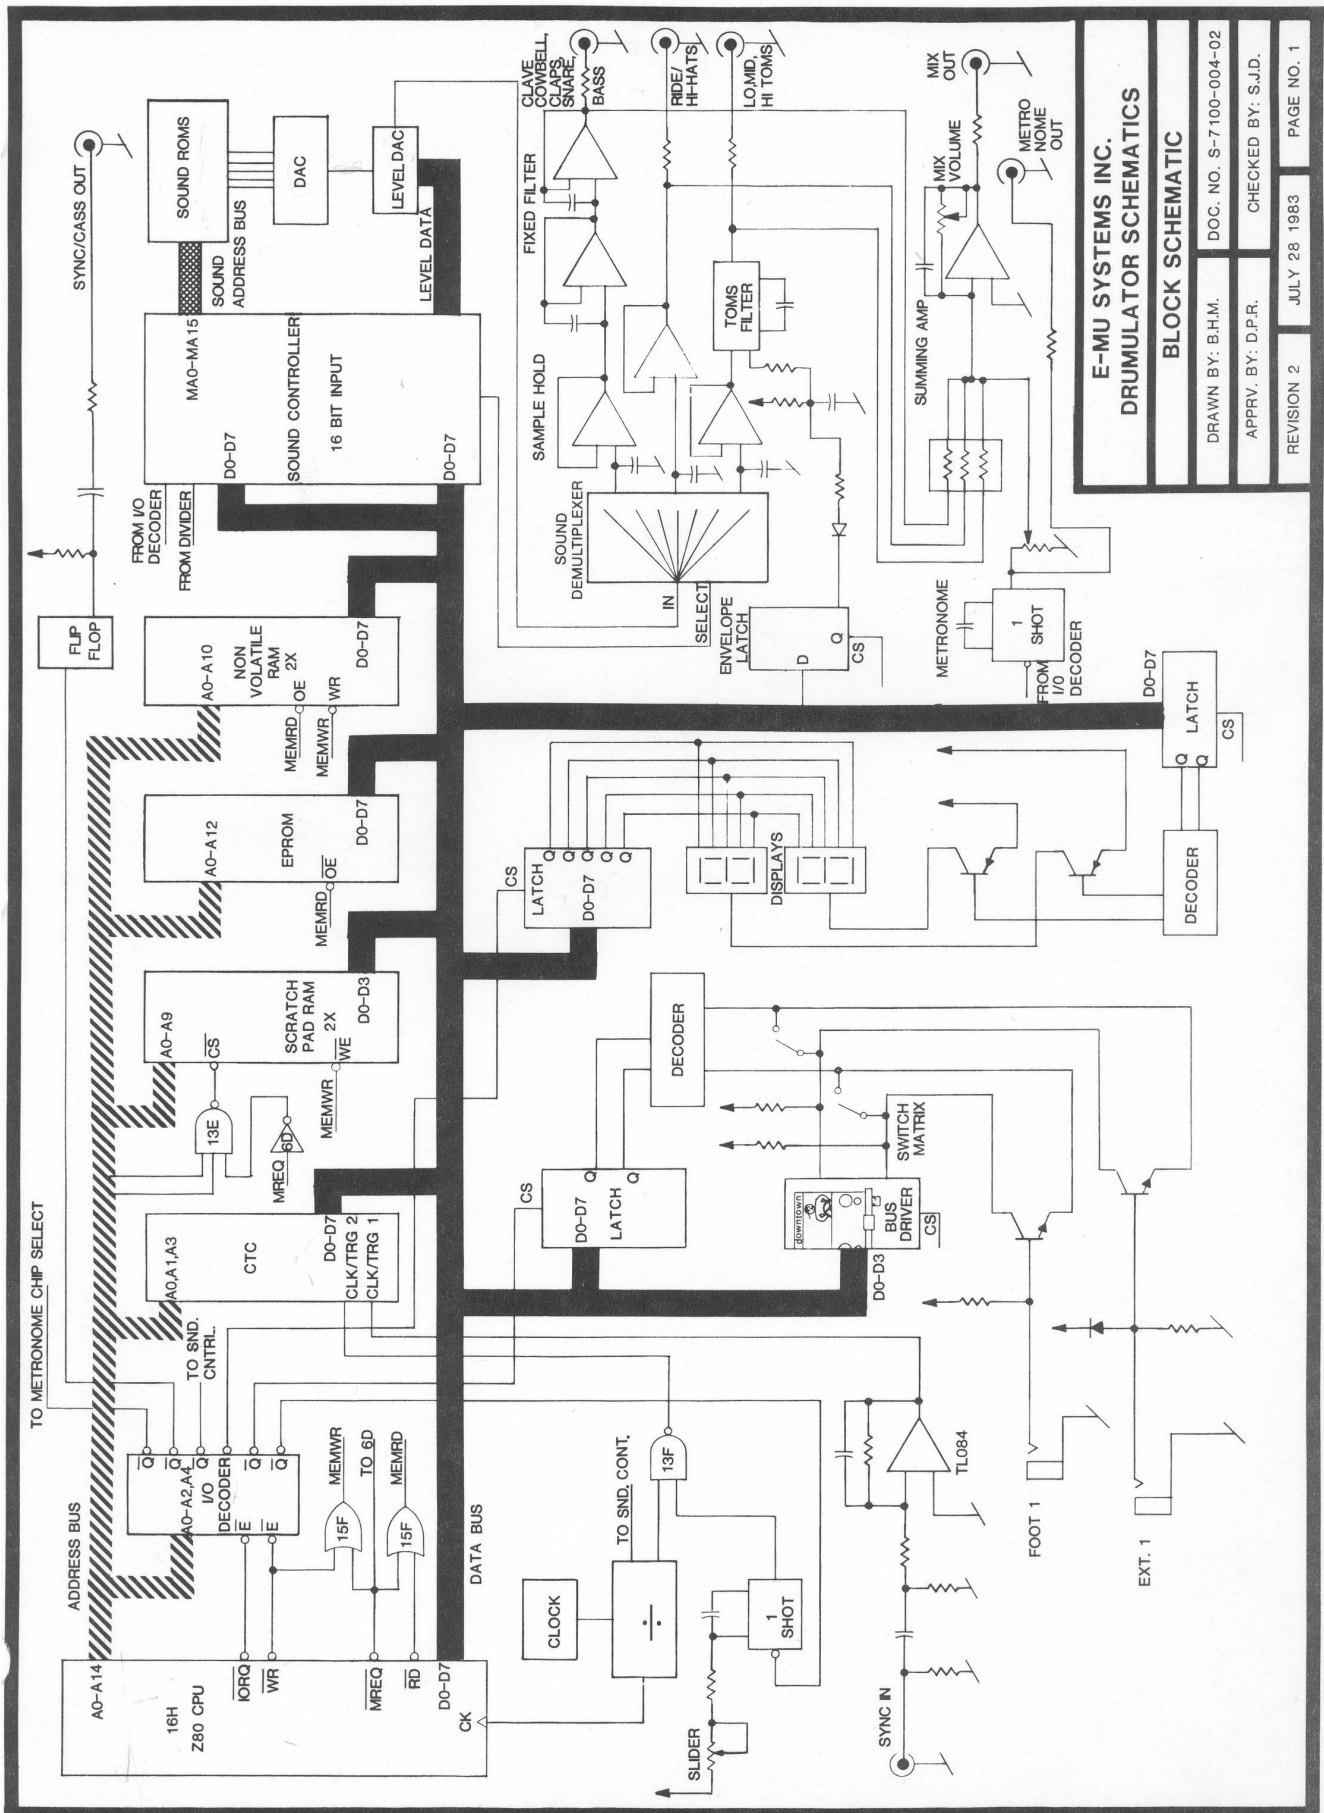 TO METRONOME CHIP SELECT
ADDRESS BUS
A0-A14
16H
Z80 CPU
IORQ
WR
MREQ
RD
D0-D7
CK
DATA BUS
Q
Q
Q
Q
Q
A0-A2,A4
I/O
DECODER
E
E
TO SND.
CNTRL.
MEMWR
TO 6D
MEMRD
15F
15F
A0,A1,A3
CTC
D0-D7
CLK/TRG 2
CLK/TRG 1
13E
MREQ
6D
A0-A9
CS
SCRATCH
PAD RAM
2X
WE
MEMWR
D0-D3
A0-A12
EPROM
OE
MEMRD
D0-D7
A0-A10
NON
VOLATILE
RAM
2X
OE
WR
MEMRD
MEMWR
D0-D7
FLIP
FLOP
SYNC/CASS OUT
FROM I/O
DECODER
FROM DIVIDER
MA0-MA15
D0-D7
SOUND CONTROLLER
16 BIT INPUT
D0-D7
SOUND
ADDRESS BUS
LEVEL DATA
SOUND ROMS
DAC
LEVEL DAC
CLOCK
÷
TO SND. CONT.
13F
1
SHOT
SLIDER
SYNC IN
TL084
FOOT 1
EXT. 1
CS
D0-D7
LATCH
Q
Q
DECODER
downtown
BUS
DRIVER
CS
D0-D3
SWITCH
MATRIX
CS
LATCH
D0-D7
Q
Q
Q
Q
Q
DISPLAYS
DECODER
Q
Q
LATCH
D0-D7
CS
SOUND
DEMULTIPLEXER
IN
SELECT
ENVELOPE
LATCH
D
Q
CS
SAMPLE HOLD
FIXED FILTER
TOMS
FILTER
CLAVE
COWBELL,
CLAPS,
SNARE,
BASS
RIDE/
HI-HATS
LO,MID,
HI TOMS
METRONOME
1
SHOT
FROM
I/O
DECODER
SUMMING AMP
MIX
VOLUME
MIX
OUT
METRO
NOME
OUT
E-MU SYSTEMS INC.
DRUMULATOR SCHEMATICS
BLOCK SCHEMATIC
DRAWN BY: B.H.M.
DOC. NO. S-7100-004-02
APPRV. BY: D.P.R.
CHECKED BY: S.J.D.
REVISION 2
JULY 28 1983
PAGE NO. 1